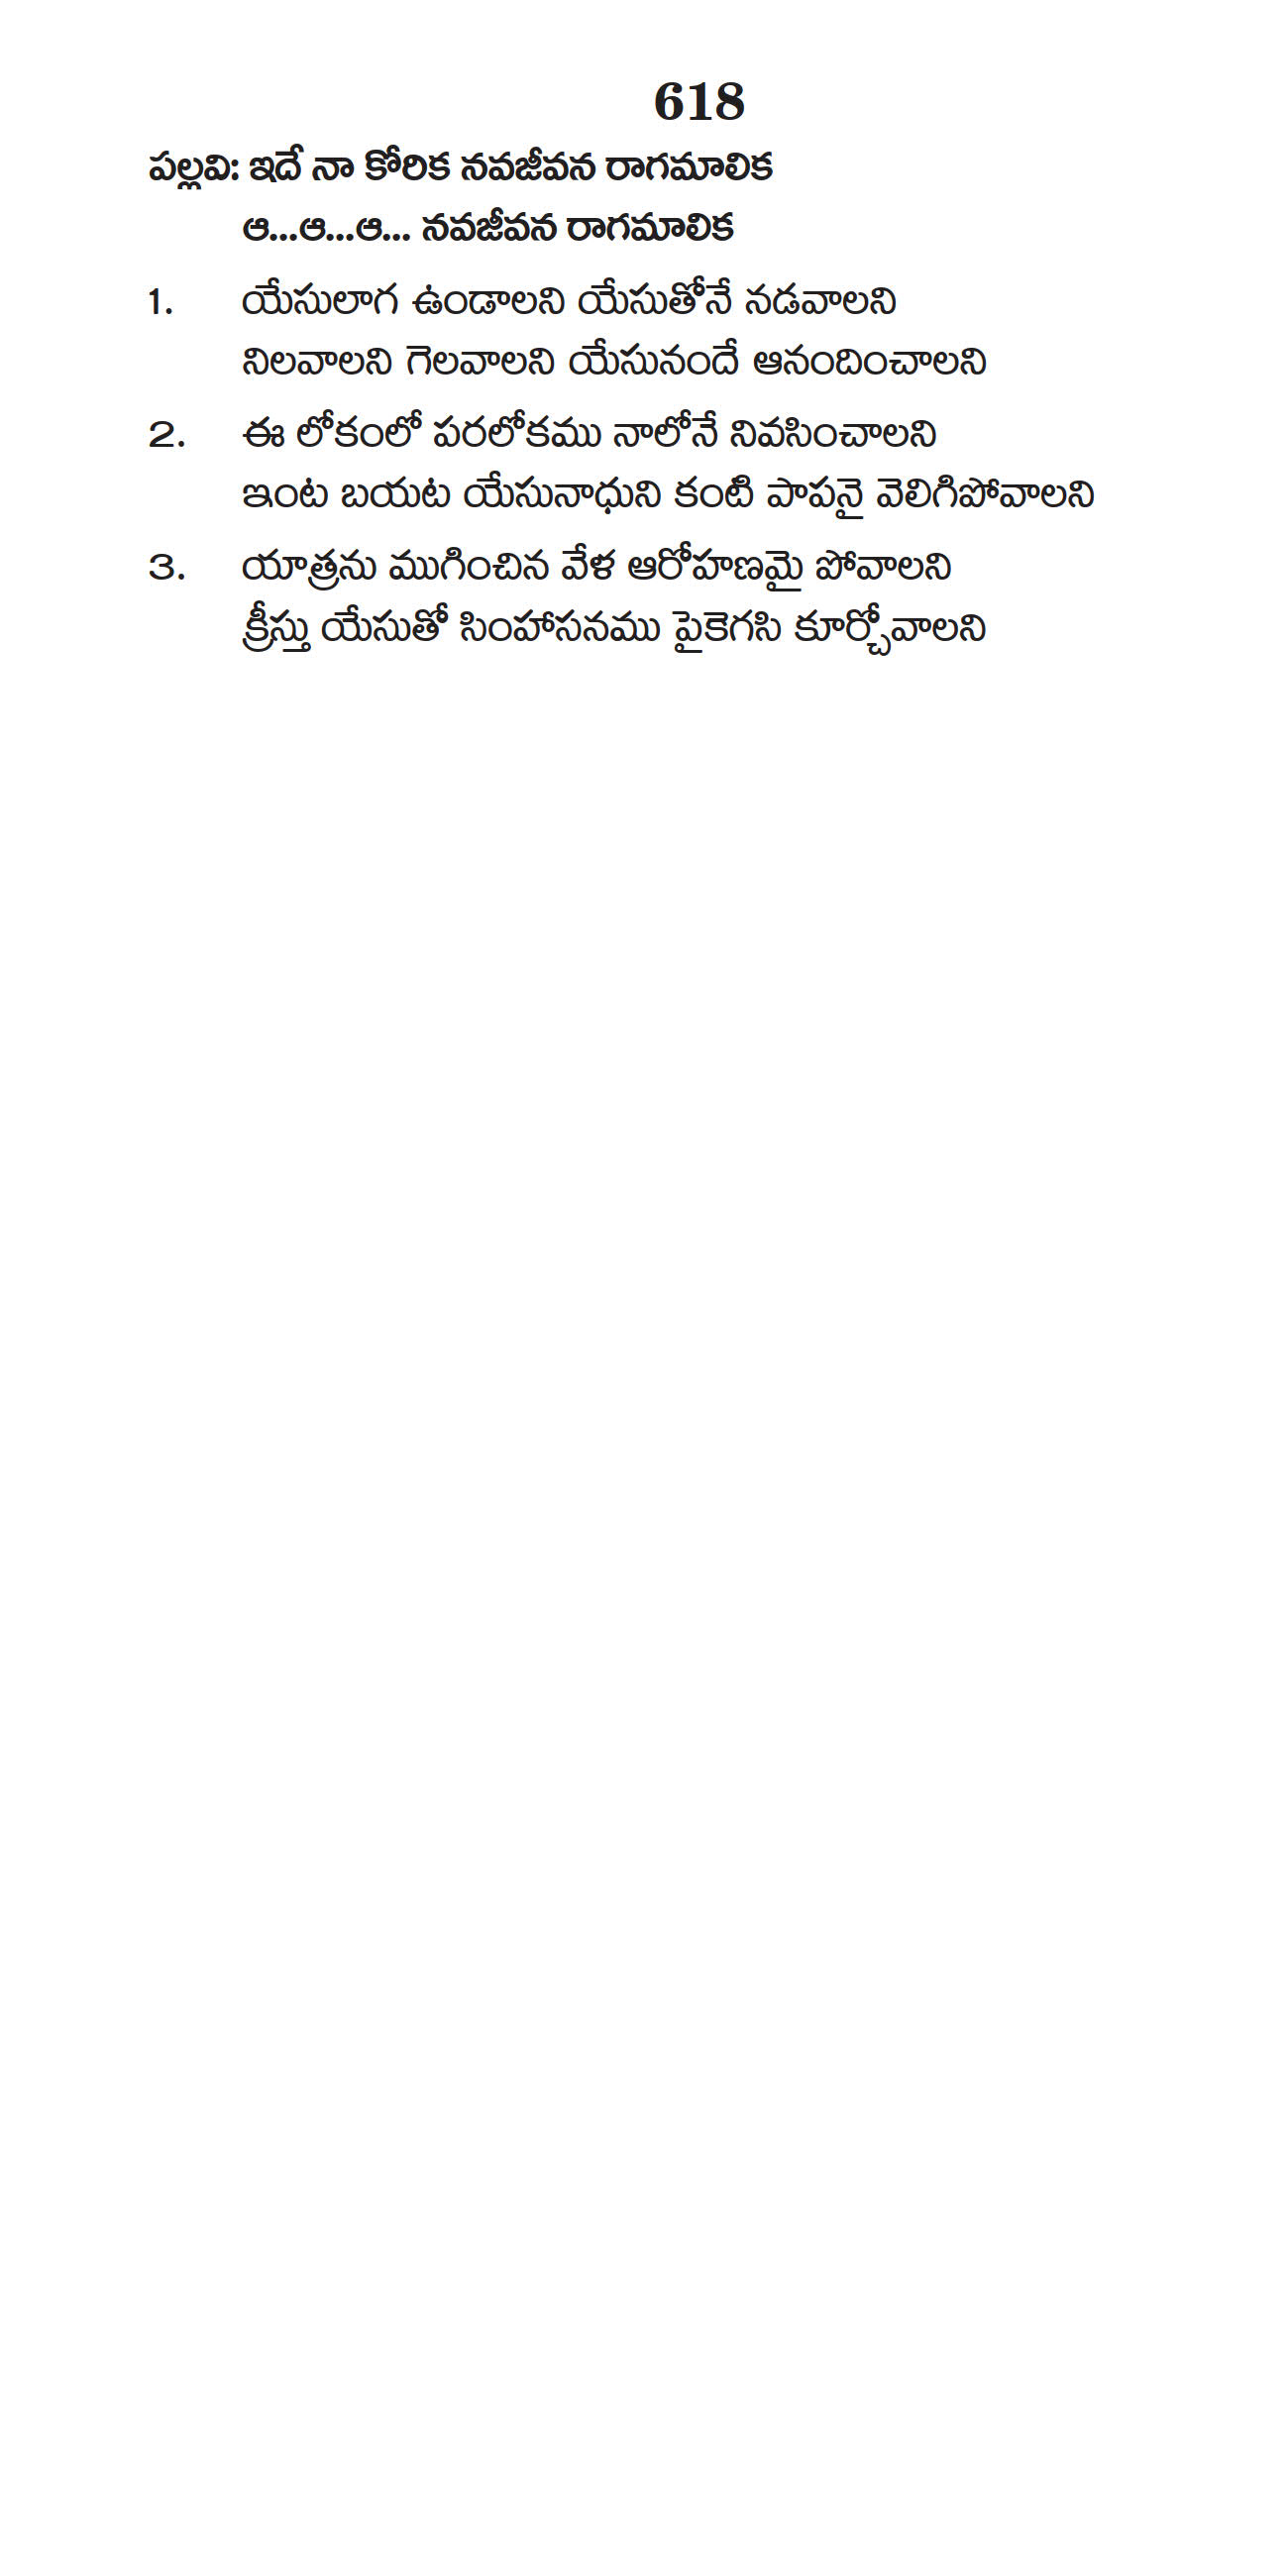 618
పల్లవి: ఇదే నా కోరిక నవజీవన రాగమాలిక
ఆ...ఆ...ఆ... నవజీవన రాగమాలిక
1. యేసులాగ ఉండాలని యేసుతోనే నడవాలని
నిలవాలని గెలవాలని యేసునందే ఆనందించాలని
2. ఈ లోకంలో పరలోకము నాలోనే నివసించాలని
ఇంట బయట యేసునాధుని కంటి పాపనై వెలిగిపోవాలని
3. యాత్రను ముగించిన వేళ ఆరోహణమై పోవాలని
క్రీస్తు యేసుతో సింహాసనము పైకెగసి కూర్చోవాలని